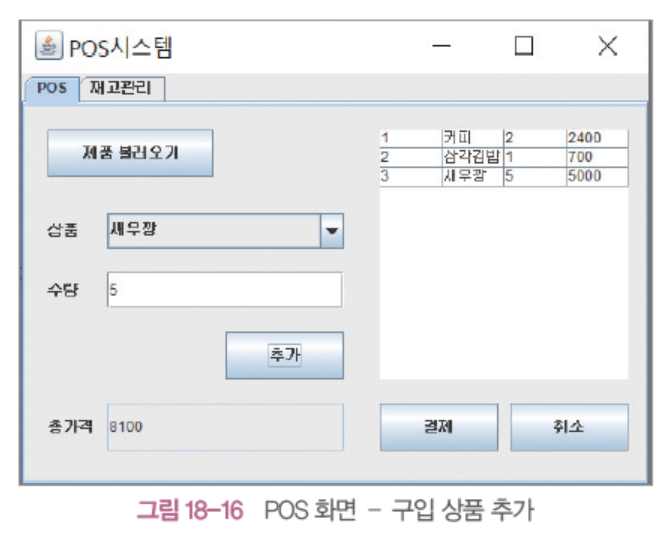 POS시스템
POS 재고관리
제품 불러오기
1 커피 2 2400
2 삼각김밥 1 700
3 새우깡 5 5000
상품 새우깡
수량 5
추가
총가격 8100
결제 취소
그림 18-16 POS 화면 - 구입 상품 추가